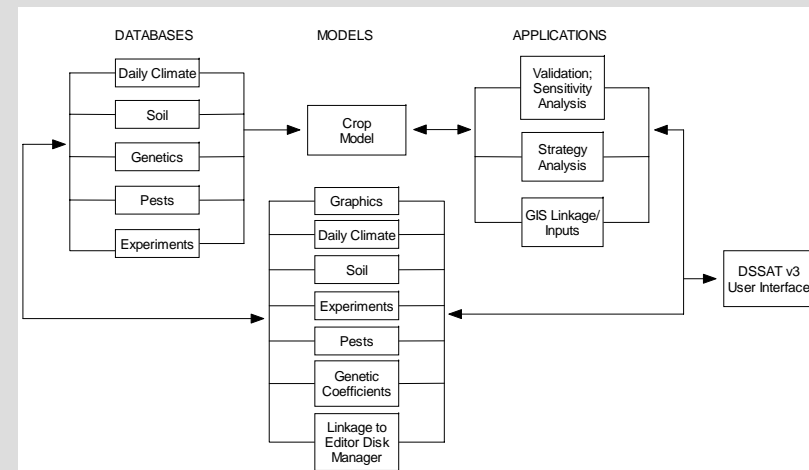 DATABASES
Daily Climate
Soil
Genetics
Pests
Experiments
MODELS
Crop
Model
Graphics
Daily Climate
Soil
Experiments
Pests
Genetic
Coefficients
Linkage to
Editor Disk
Manager
APPLICATIONS
Validation;
Sensitivity
Analysis
Strategy
Analysis
GIS Linkage/
Inputs
DSSAT v3
User Interface